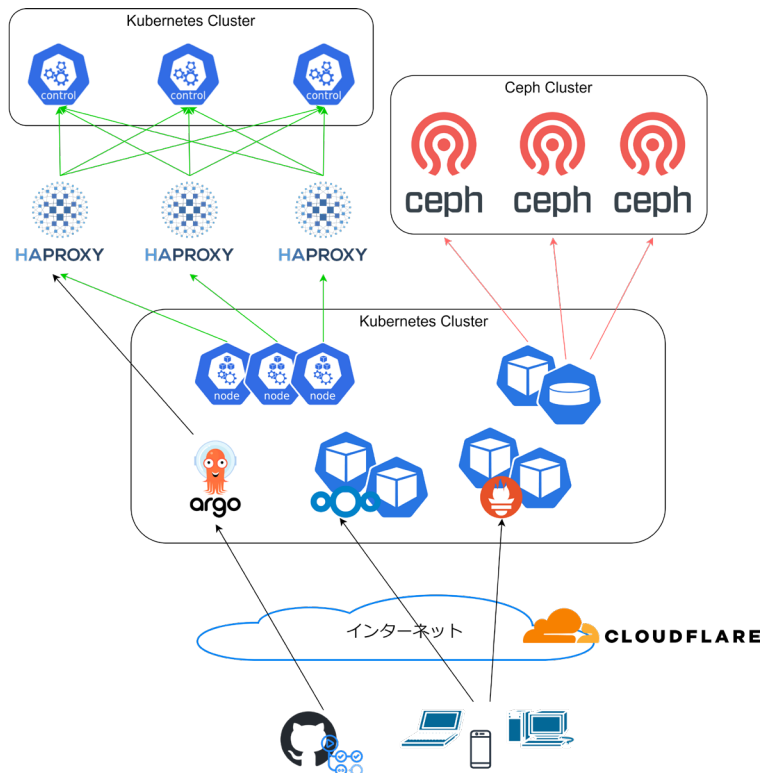 Kubernetes Cluster
control
control
control
Ceph Cluster
ceph
ceph
ceph
HAPROXY
HAPROXY
HAPROXY
Kubernetes Cluster
node
node
node
argo
インターネット
CLOUDFLARE